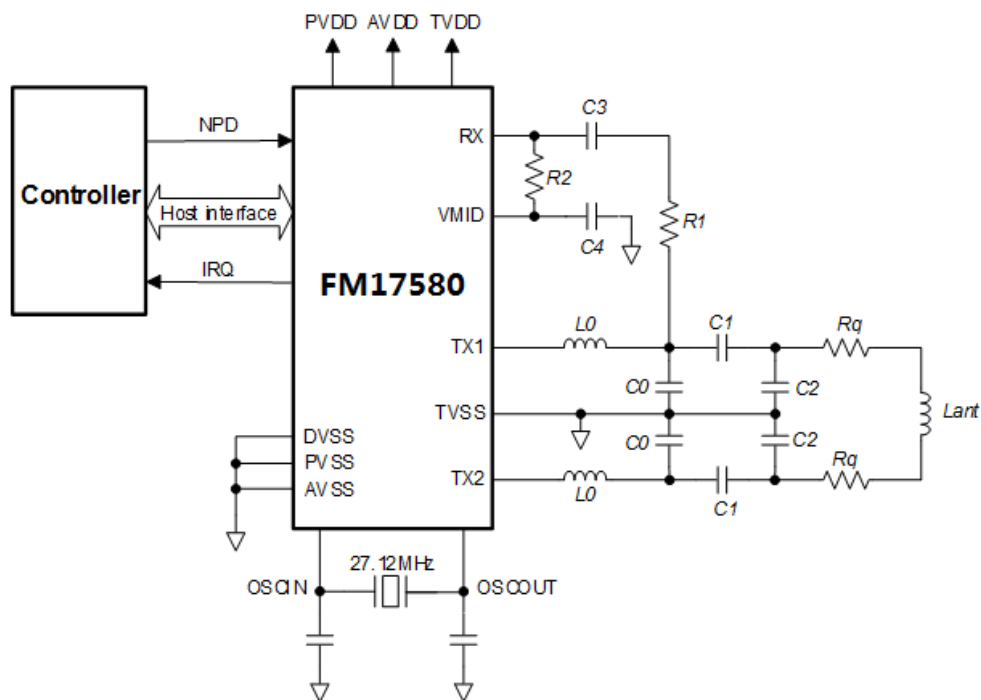 PVDD AVDD TVDD
C3
NPD
RX
R2
Controller
Host interface
VMID
R1
C4
IRQ
FM17580
L0
C1
Rq
TX1
C0
C2
TVSS
Lant
DVSS
C0
C2
PVSS
TX2
AVSS
L0
C1
Rq
27.12MHz
OSCIN
OSCOUT